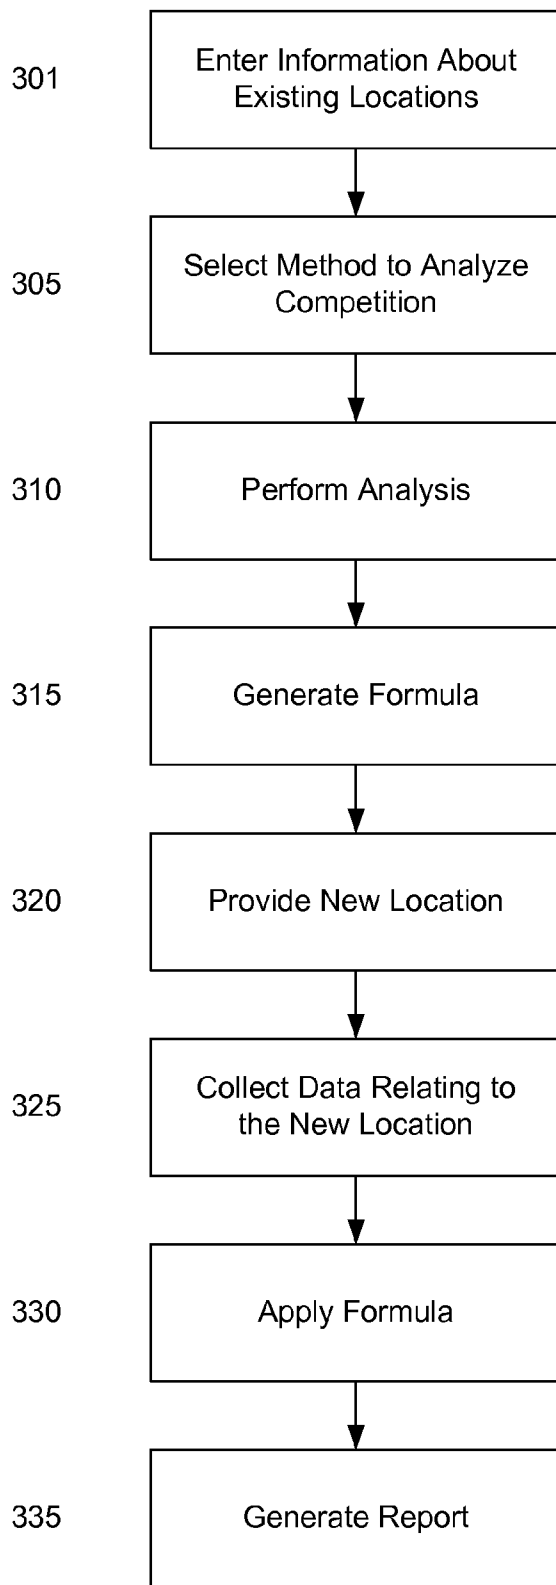 301
Enter Information About
Existing Locations
305
Select Method to Analyze
Competition
310
Perform Analysis
315
Generate Formula
320
Provide New Location
325
Collect Data Relating to
the New Location
330
Apply Formula
335
Generate Report